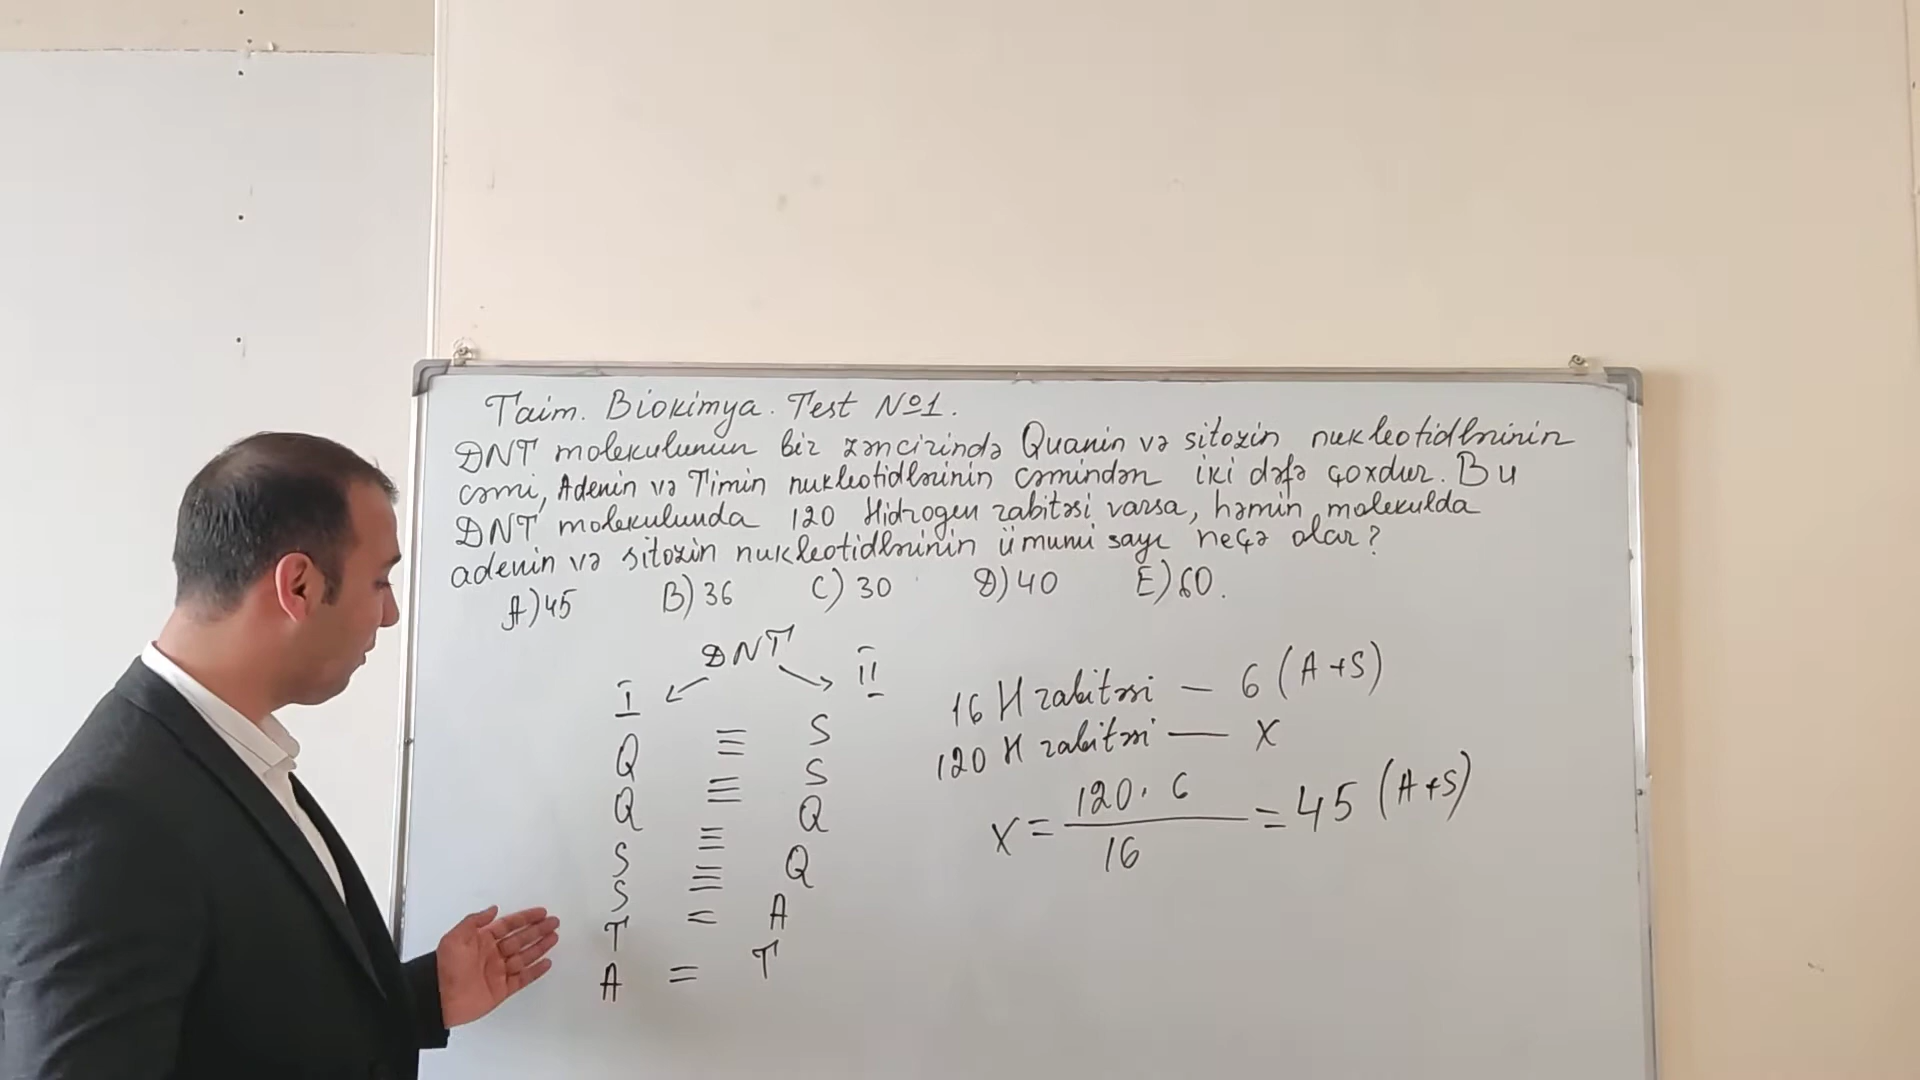 Taim. Biokimya. Test №1.
DNT molekulunun bir zəncirində Quanin və sitozin nukleotidlərinin
cəmi, Adenin və Timin nukleotidlərinin cəmindən iki dəfə çoxdur. Bu
DNT molekulunda 120 Hidrogen rabitəsi varsa, həmin molekulda
adenin və sitozin nukleotidlərinin ümumi sayı neçə olar?
A) 45 B) 36 C) 30 D) 40 E) 60.
DNT
I ↙ ↘ II
Q ≡ S
Q ≡ S
S ≡ Q
S ≡ Q
T = A
A = T
16 H rabitəsi — 6 (A+S)
120 H rabitəsi — X
X = 120 · 6 / 16 = 45 (A+S)